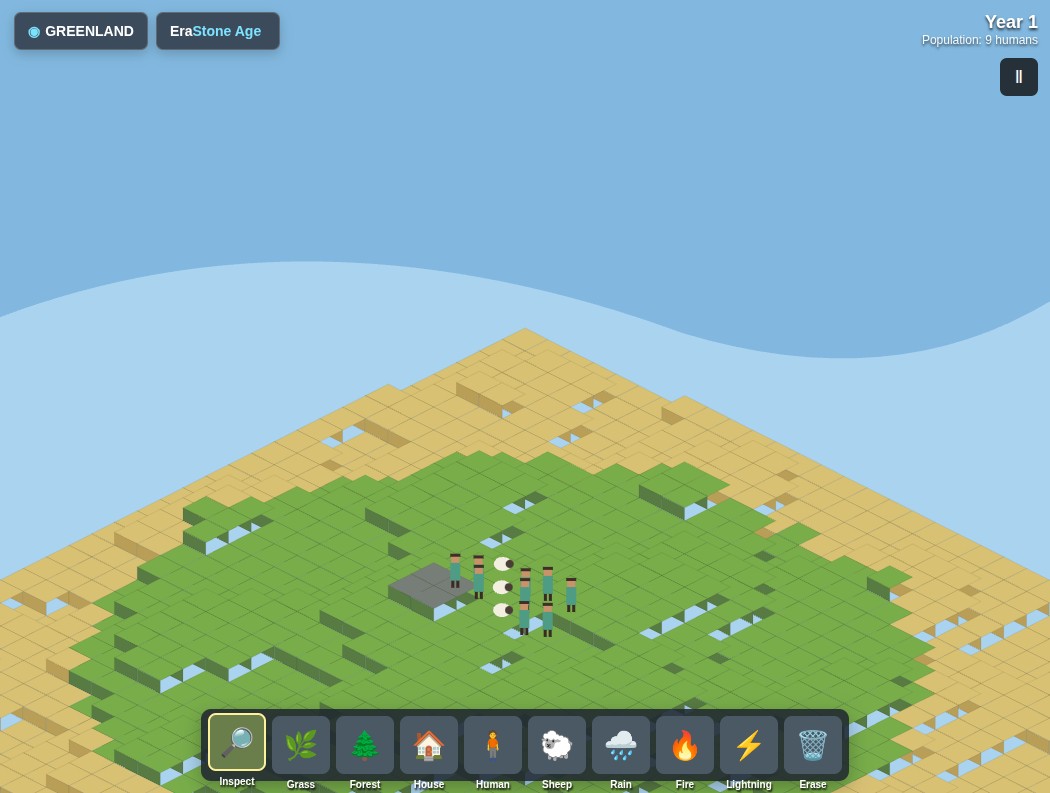 ◉ GREENLAND
EraStone Age
Year 1
Population: 9 humans
Inspect
Grass
Forest
House
Human
Sheep
Rain
Fire
Lightning
Erase